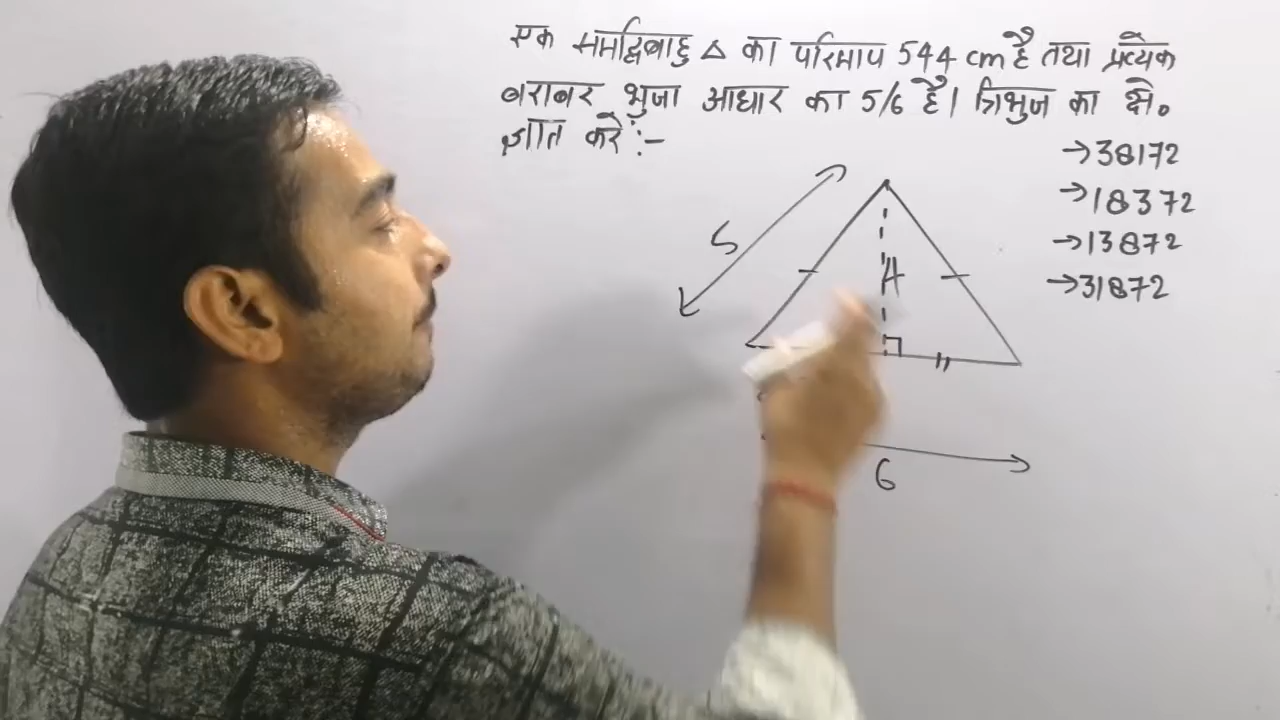 एक समद्विबाहु △ का परिमाप 544 cm है तथा प्रत्येक
बराबर भुजा आधार का 5/6 है। त्रिभुज का क्षे०
ज्ञात करें:-
→38172
→18372
→13872
→31872
5
4
6